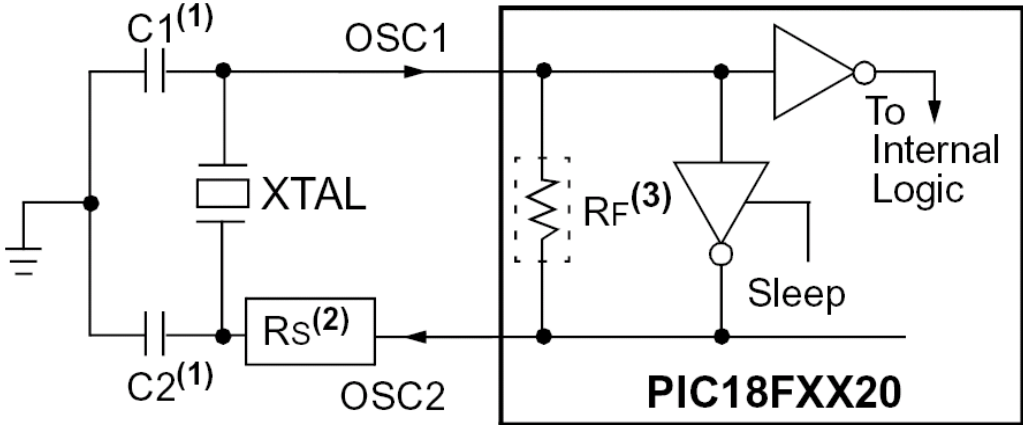 C1(1)
OSC1
To
Internal
Logic
XTAL
RF(3)
Sleep
RS(2)
C2(1)
OSC2
PIC18FXX20